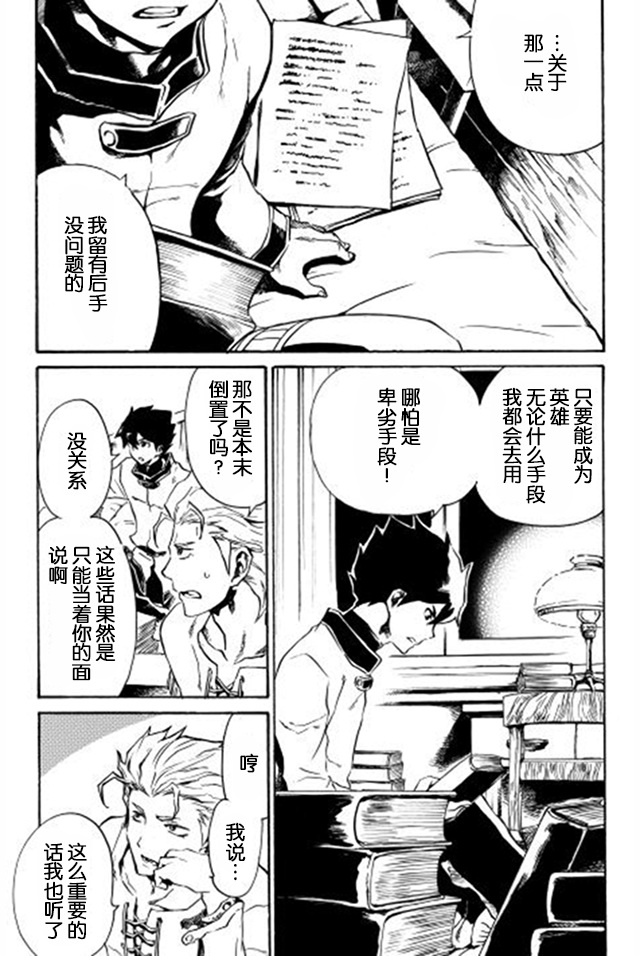 …关于
那一点
我留有后手
没问题的
只要能成为
英雄
无论什么手段
我都会去用
哪怕是
卑劣手段！
那不是本末
倒置了吗？
没关系
这些话果然是
只能当着你的面
说啊
哼
我说…
这么重要的
话我也听了